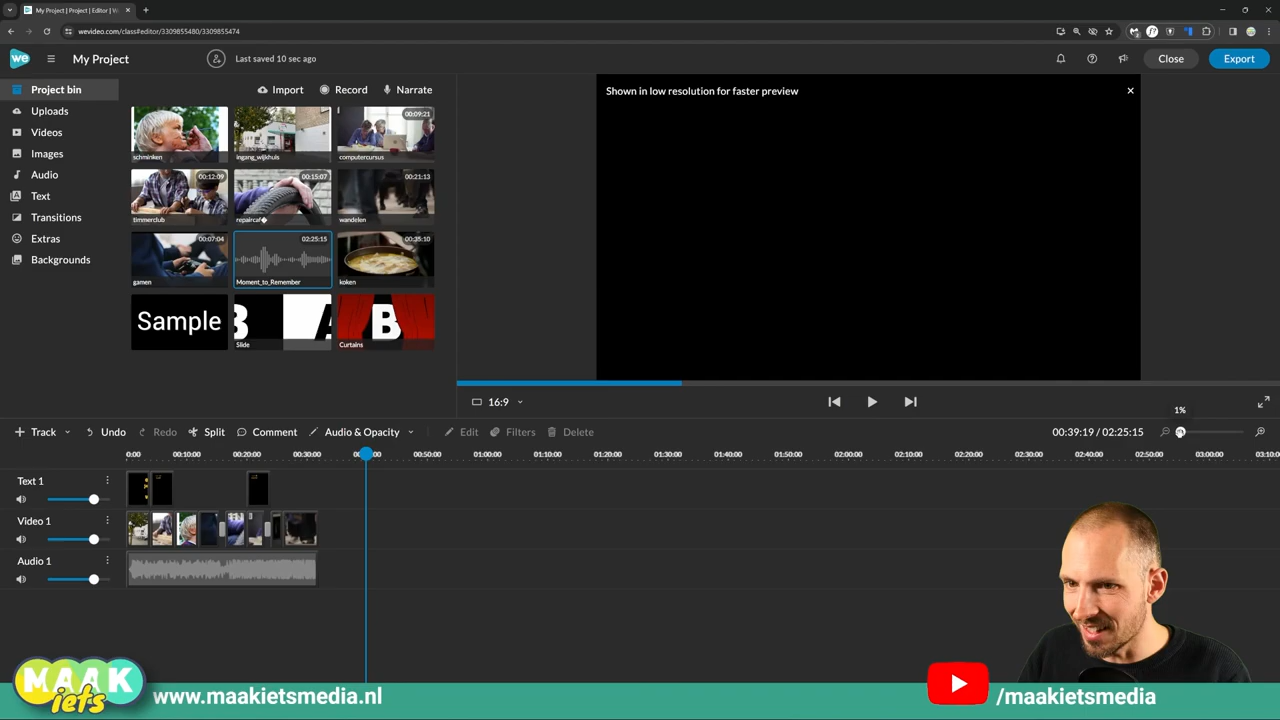 My Project | Project | Editor | V
wevideo.com/class#editor/3309855480/3309855474
we
My Project
Last saved 10 sec ago
Close
Export
Project bin
Uploads
Videos
Images
Audio
Text
Transitions
Extras
Backgrounds
Import
Record
Narrate
schminken
ingang_wijkhuis
00:09:21
computercursus
00:12:09
timmerclub
00:15:07
repaircaf�
00:21:13
wandelen
00:07:04
gamen
02:25:15
Moment_to_Remember
00:35:10
koken
Sample
B
A
Slide
B
Curtains
Shown in low resolution for faster preview
16:9
1%
Track
Undo
Redo
Split
Comment
Audio & Opacity
Edit
Filters
Delete
00:39:19 / 02:25:15
0:00 00:10:00 00:20:00 00:30:00 00:50:00 01:00:00 01:10:00 01:20:00 01:30:00 01:40:00 01:50:00 02:00:00 02:10:00 02:20:00 02:30:00 02:40:00 02:50:00 03:00:00 03:10:0
Text 1
Video 1
Audio 1
MAAK
iets
www.maakietsmedia.nl
/maakietsmedia